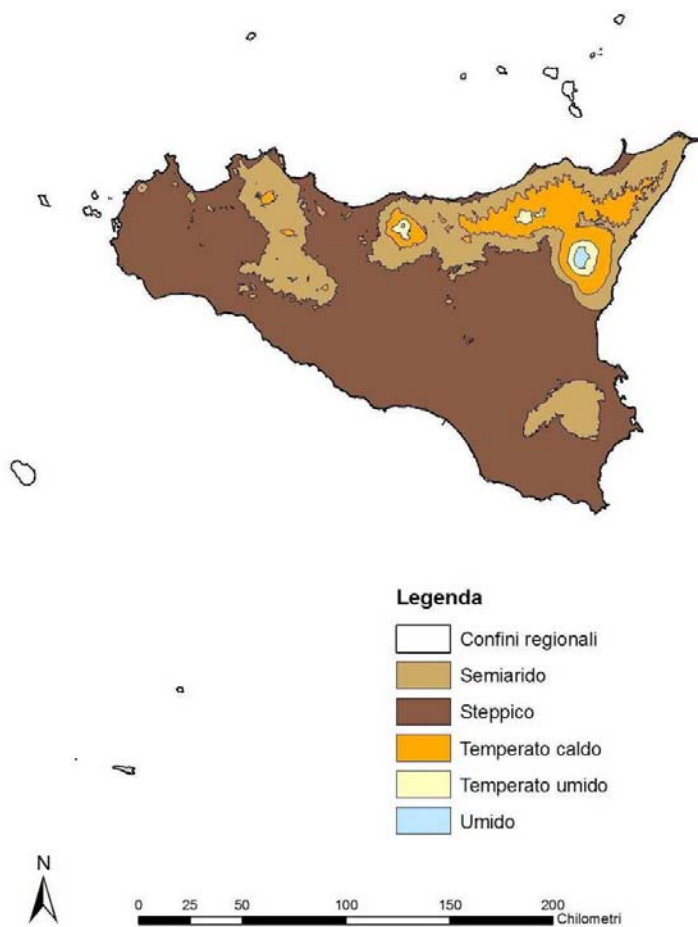 Legenda
Confini regionali
Semiarido
Steppico
Temperato caldo
Temperato umido
Umido
N
0 25 50 100 150 200
Chilometri